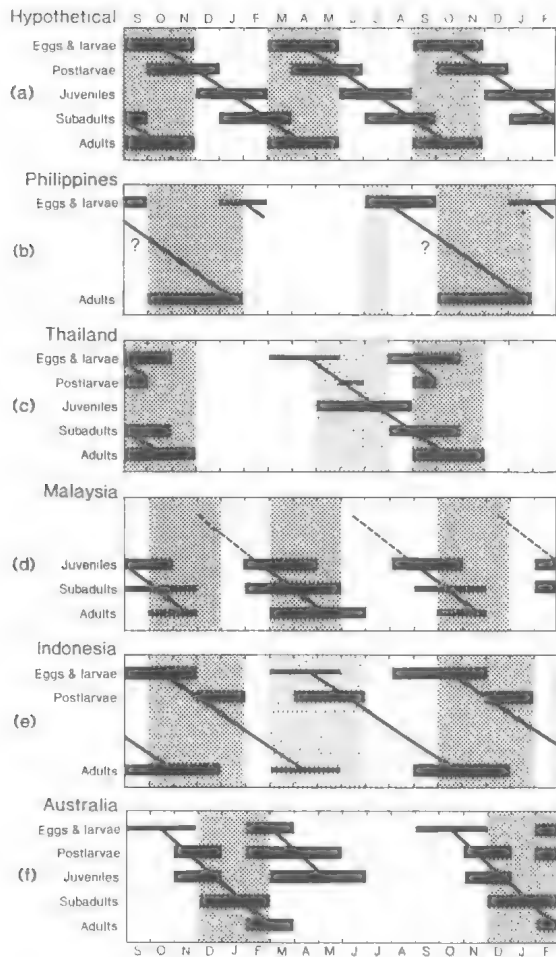 Hypothetical S O N D J F M A M J J A S O N D J F
Eggs & larvae
Postlarvae
(a) Juveniles
Subadults
Adults
Philippines
Eggs & larvae
(b) ? ?
Adults
Thailand
Eggs & larvae
Postlarvae
(c) Juveniles
Subadults
Adults
Malaysia
(d)
Juveniles
Subadults
Adults
Indonesia
Eggs & larvae
Postlarvae
(e)
Adults
Australia
Eggs & larvae
Postlarvae
(f) Juveniles
Subadults
Adults
S O N D J F M A M J J A S O N D J F